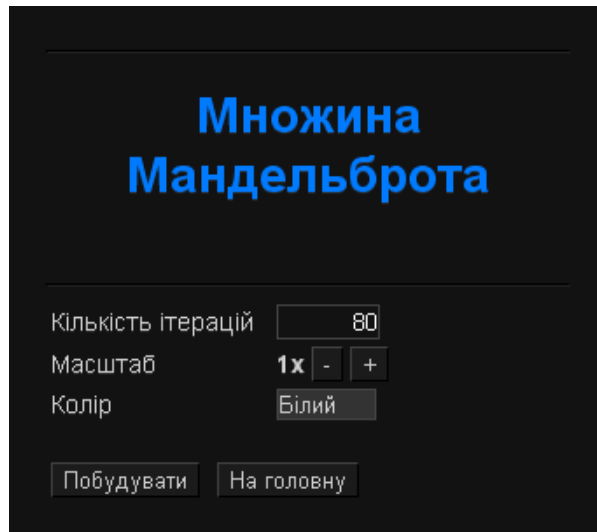 Множина
Мандельброта
Кількість ітерацій 80
Масштаб 1x - +
Колір Білий
Побудувати На головну